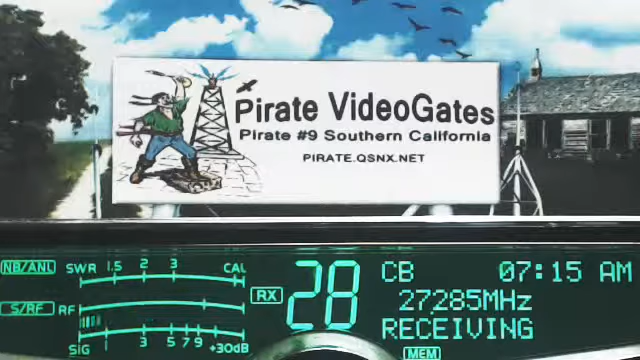 Pirate VideoGates
Pirate #9 Southern California
PIRATE.QSNX.NET
NB/ANL SWR 1.5 2 3 CAL
S/RF RF
SIG 3 5 7 9 +30dB
RX 28
CB 07:15 AM
27285MHz
RECEIVING
MEM